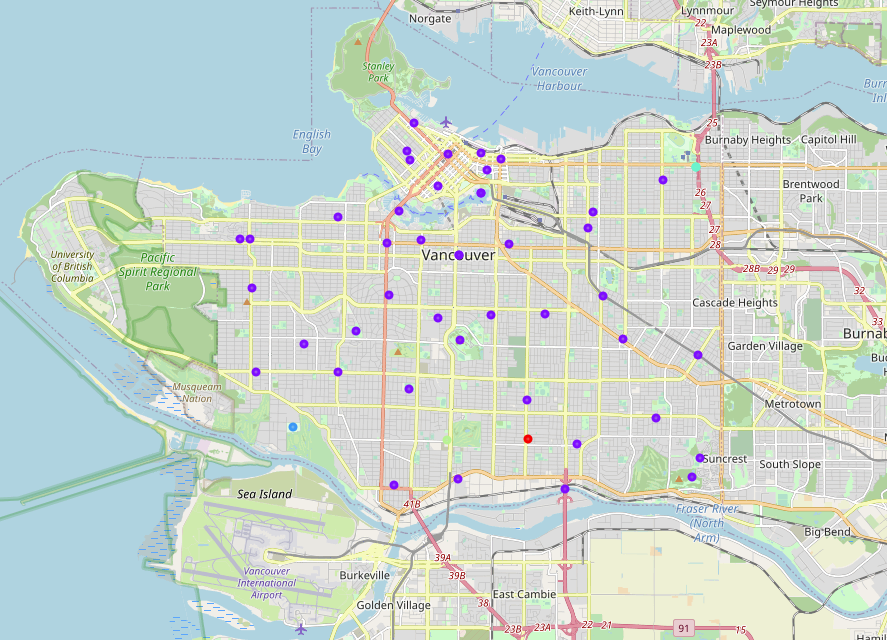 Norgate
Keith-Lynn
Lynnmour
Seymour Heights
22
Maplewood
23A
23B
Stanley
Park
Vancouver
Harbour
English
Bay
25
Burnaby Heights
Capitol Hill
Brentwood
Park
26
27
27
28
28B
29
29
University
of British
Columbia
Pacific
Spirit Regional
Park
Vancouver
32
33
Cascade Heights
Garden Village
Musqueam
Nation
Metrotown
Suncrest
South Slope
Sea Island
41B
Fraser River
(North
Arm)
Big Bend
39A
39B
Vancouver
International
Airport
Burkeville
Golden Village
38
East Cambie
23B
23A
22
21
91
15